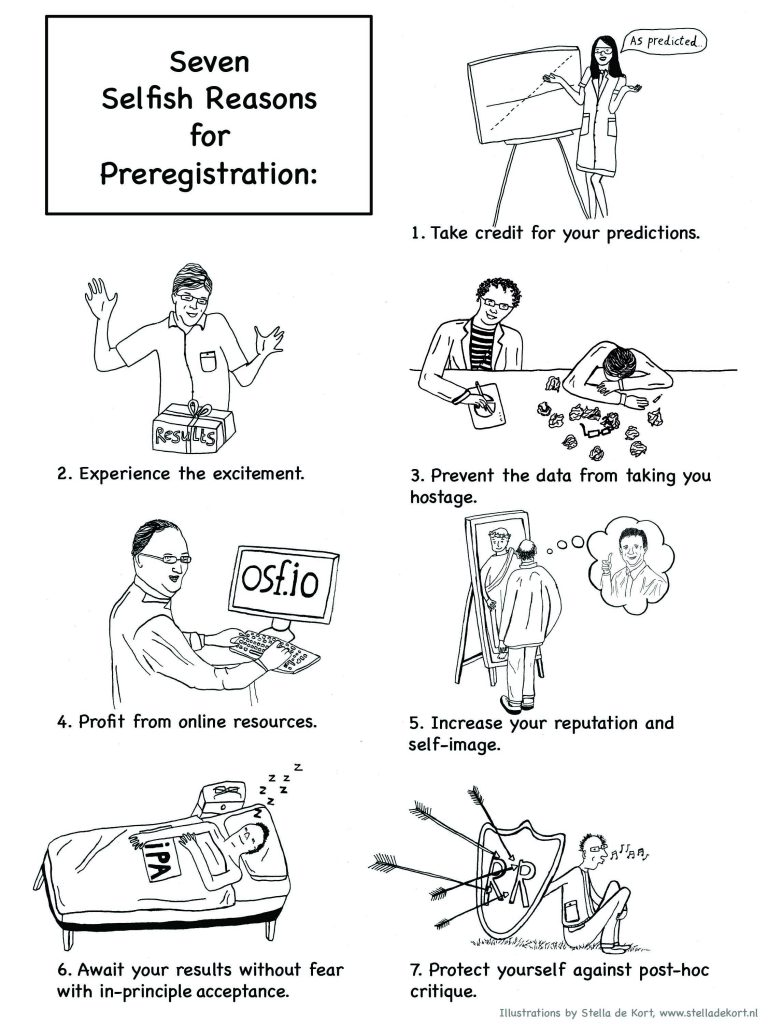 Seven
Selfish Reasons
for
Preregistration:
As predicted..
1. Take credit for your predictions.
Results
2. Experience the excitement.
3. Prevent the data from taking you
hostage.
osf.io
4. Profit from online resources.
5. Increase your reputation and
self-image.
z z z z z z z
iPA
6. Await your results without fear
with in-principle acceptance.
RR
7. Protect yourself against post-hoc
critique.
Illustrations by Stella de Kort, www.stelladekort.nl